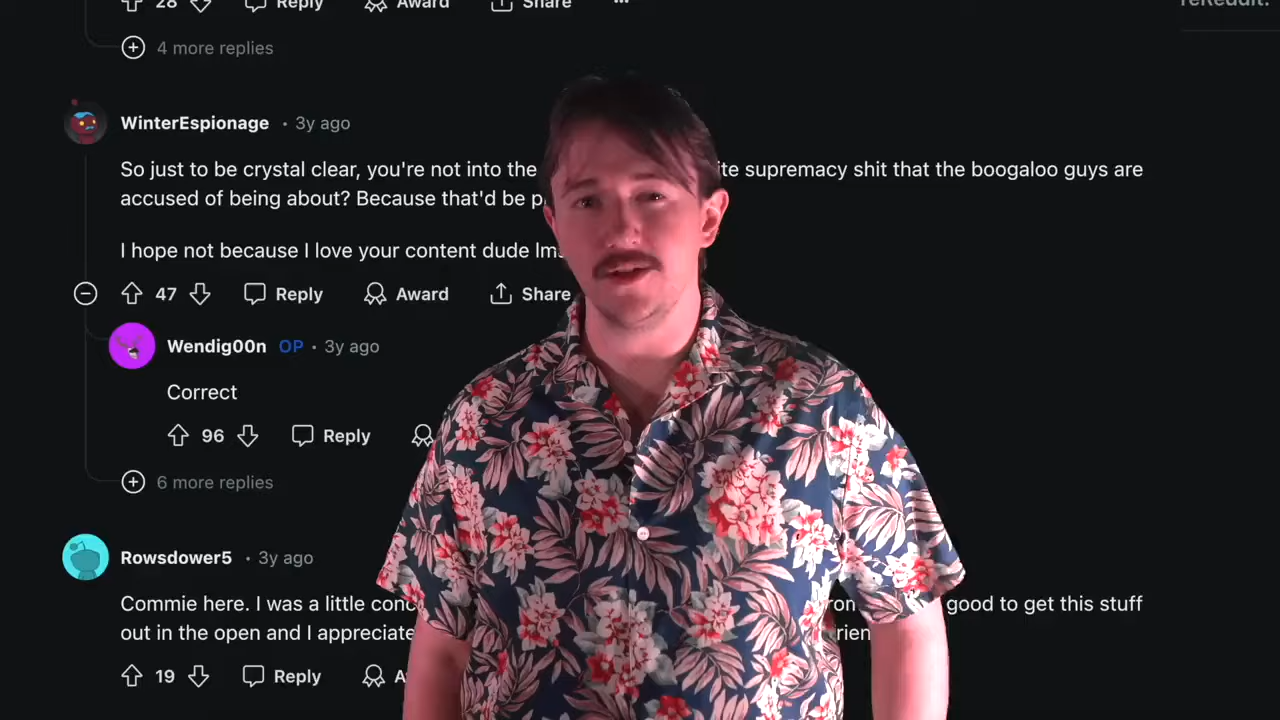 28 Reply Award Share
4 more replies
WinterEspionage • 3y ago
So just to be crystal clear, you're not into the supremacy shit that the boogaloo guys are
accused of being about? Because that'd be
I hope not because I love your content dude
47 Reply Award Share
Wendig00n OP • 3y ago
Correct
96 Reply
6 more replies
Rowsdower5 • 3y ago
Commie here. I was a little good to get this stuff
out in the open and I appreciate
19 Reply